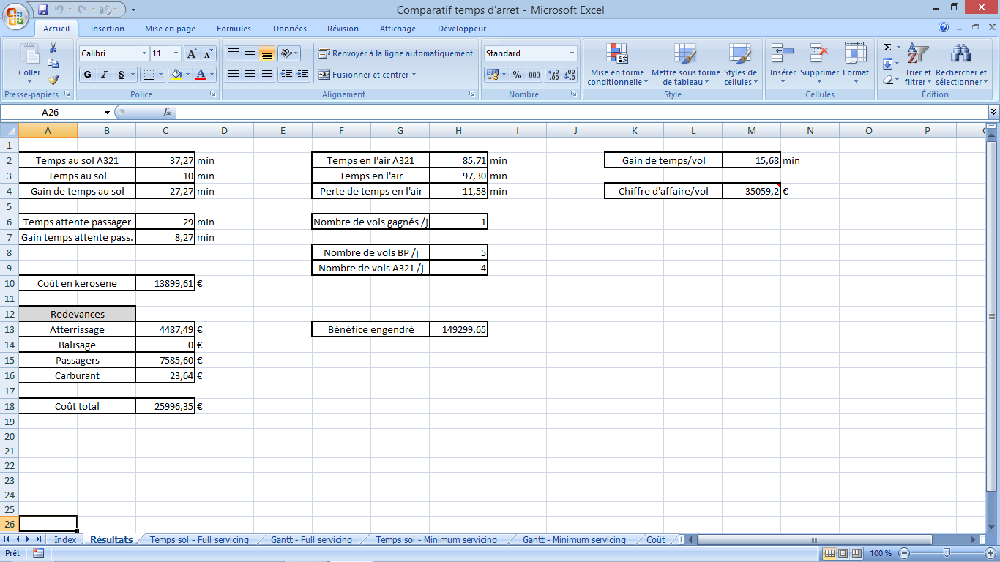 Comparatif temps d'arret - Microsoft Excel
Accueil Insertion Mise en page Formules Données Révision Affichage Développeur
Coller
Calibri 11
G I S
Renvoyer à la ligne automatiquement
Fusionner et centrer
Standard
% 000
Mise en forme conditionnelle
Mettre sous forme de tableau
Styles de cellules
Insérer Supprimer Format
Trier et filtrer
Rechercher et sélectionner
Presse-papiers Police Alignement Nombre Style Cellules Édition
A26 fx
A B C D E F G H I J K L M N O P
1
2 Temps au sol A321 37,27 min Temps en l'air A321 85,71 min Gain de temps/vol 15,68 min
3 Temps au sol 10 min Temps en l'air 97,30 min
4 Gain de temps au sol 27,27 min Perte de temps en l'air 11,58 min Chiffre d'affaire/vol 35059,2 €
5
6 Temps attente passager 29 min Nombre de vols gagnés /j 1
7 Gain temps attente pass. 8,27 min
8 Nombre de vols BP /j 5
9 Nombre de vols A321 /j 4
10 Coût en kerosene 13899,61 €
11
12 Redevances
13 Atterrissage 4487,49 € Bénéfice engendré 149299,65
14 Balisage 0 €
15 Passagers 7585,60 €
16 Carburant 23,64 €
17
18 Coût total 25996,35 €
19
20
21
22
23
24
25
26
Index Résultats Temps sol - Full servicing Gantt - Full servicing Temps sol - Minimum servicing Gantt - Minimum servicing Coût
Prêt 100 %